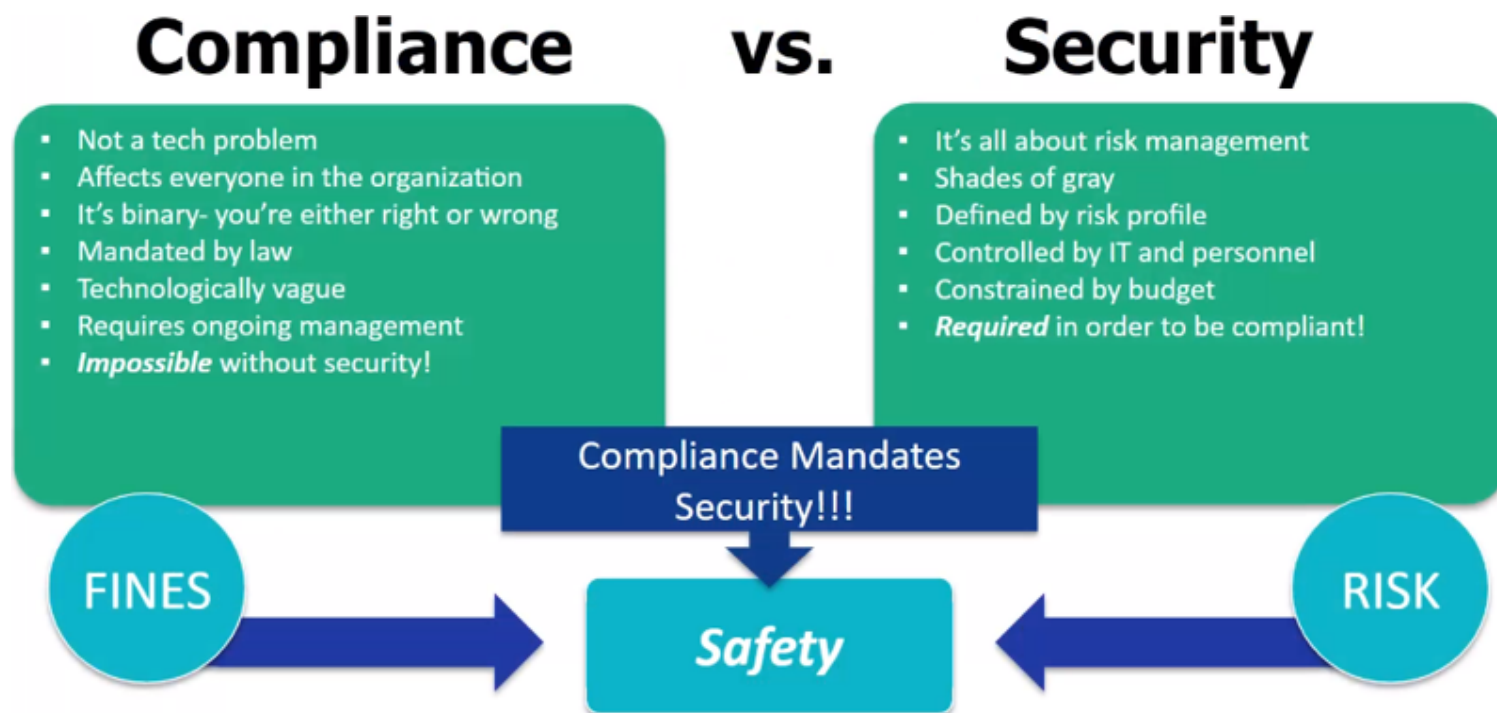 Compliance vs. Security
▪ Not a tech problem
▪ Affects everyone in the organization
▪ It's binary- you're either right or wrong
▪ Mandated by law
▪ Technologically vague
▪ Requires ongoing management
▪ Impossible without security!
▪ It's all about risk management
▪ Shades of gray
▪ Defined by risk profile
▪ Controlled by IT and personnel
▪ Constrained by budget
▪ Required in order to be compliant!
Compliance Mandates
Security!!!
FINES
Safety
RISK